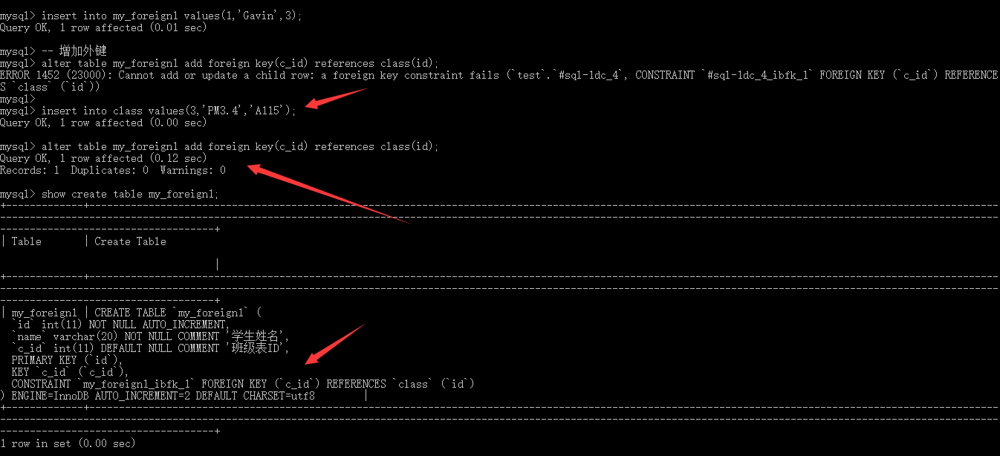 mysql> insert into my_foreign1 values(1,'Gavin',3);
Query OK, 1 row affected (0.01 sec)
mysql> -- 增加外键
mysql> alter table my_foreign1 add foreign key(c_id) references class(id);
ERROR 1452 (23000): Cannot add or update a child row: a foreign key constraint fails (`test`.`#sql-1dc_4`, CONSTRAINT `#sql-1dc_4_ibfk_1` FOREIGN KEY (`c_id`) REFERENCE
S `class` (`id`))
mysql>
mysql> insert into class values(3,'PM3.4','A115');
Query OK, 1 row affected (0.00 sec)
mysql> alter table my_foreign1 add foreign key(c_id) references class(id);
Query OK, 1 row affected (0.12 sec)
Records: 1  Duplicates: 0  Warnings: 0
mysql> show create table my_foreign1;
| Table       | Create Table
|
| my_foreign1 | CREATE TABLE `my_foreign1` (
  `id` int(11) NOT NULL AUTO_INCREMENT,
  `name` varchar(20) NOT NULL COMMENT '学生姓名',
  `c_id` int(11) DEFAULT NULL COMMENT '班级表ID',
  PRIMARY KEY (`id`),
  KEY `c_id` (`c_id`),
  CONSTRAINT `my_foreign1_ibfk_1` FOREIGN KEY (`c_id`) REFERENCES `class` (`id`)
) ENGINE=InnoDB AUTO_INCREMENT=2 DEFAULT CHARSET=utf8 |
1 row in set (0.00 sec)